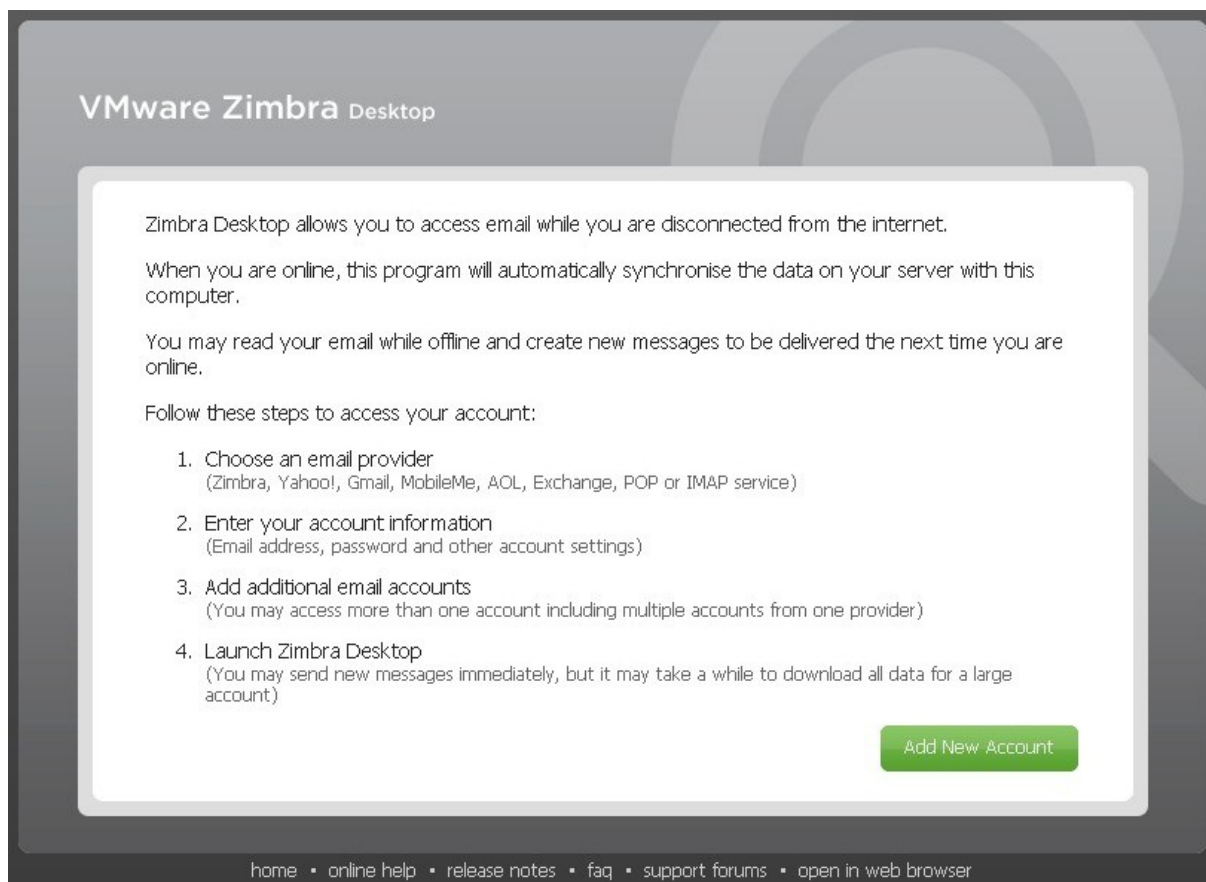 VMware Zimbra Desktop
Zimbra Desktop allows you to access email while you are disconnected from the internet.
When you are online, this program will automatically synchronise the data on your server with this
computer.
You may read your email while offline and create new messages to be delivered the next time you are
online.
Follow these steps to access your account:
1. Choose an email provider
(Zimbra, Yahoo!, Gmail, MobileMe, AOL, Exchange, POP or IMAP service)
2. Enter your account information
(Email address, password and other account settings)
3. Add additional email accounts
(You may access more than one account including multiple accounts from one provider)
4. Launch Zimbra Desktop
(You may send new messages immediately, but it may take a while to download all data for a large
account)
Add New Account
home • online help • release notes • faq • support forums • open in web browser